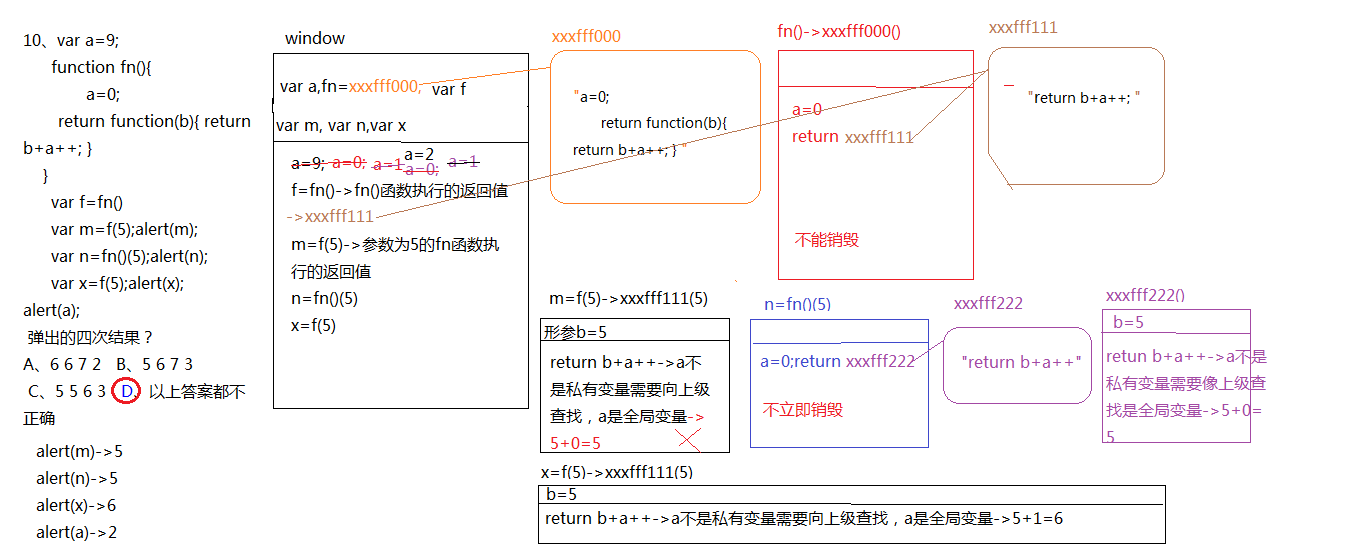 10、var a=9;
function fn(){
a=0;
return function(b){ return
b+a++; }
}
var f=fn()
var m=f(5);alert(m);
var n=fn()(5);alert(n);
var x=f(5);alert(x);
alert(a);
弹出的四次结果？
A、6 6 7 2   B、5 6 7 3
C、5 5 6 3   D、以上答案都不
正确
alert(m)->5
alert(n)->5
alert(x)->6
alert(a)->2
window
var a,fn=xxxfff000; var f
var m, var n,var x
a=2
a=9; a=0; a=1 a=0; a=1
f=fn()->fn()函数执行的返回值
->xxxfff111
m=f(5)->参数为5的fn函数执
行的返回值
n=fn()(5)
x=f(5)
xxxfff000
"a=0;
return function(b){
return b+a++; } "
fn()->xxxfff000()
a=0
return xxxfff111
不能销毁
xxxfff111
"return b+a++; "
m=f(5)->xxxfff111(5)
形参b=5
return b+a++->a不
是私有变量需要向上级
查找，a是全局变量->
5+0=5
n=fn()(5)
a=0;return xxxfff222
不立即销毁
xxxfff222
"return b+a++"
xxxfff222()
b=5
retun b+a++->a不是
私有变量需要像上级查
找是全局变量->5+0=
5
x=f(5)->xxxfff111(5)
b=5
return b+a++->a不是私有变量需要向上级查找，a是全局变量->5+1=6